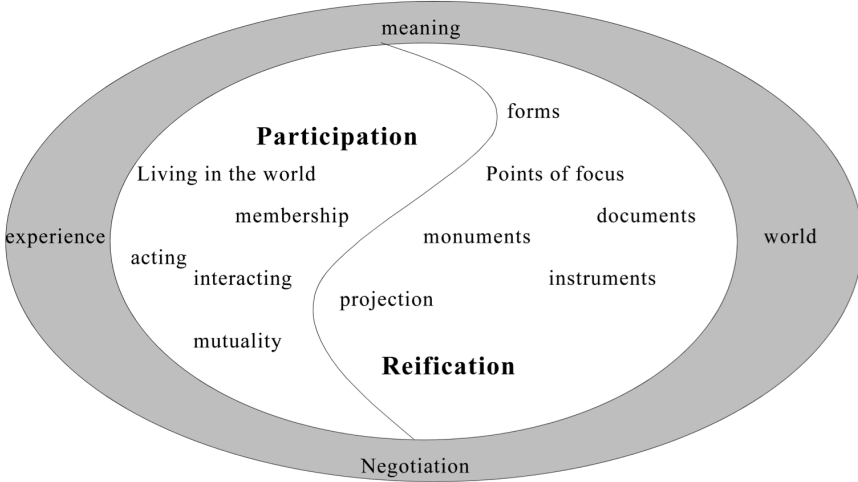 meaning
forms
Participation
Living in the world
Points of focus
membership
documents
experience
monuments
world
acting
interacting
instruments
projection
mutuality
Reification
Negotiation